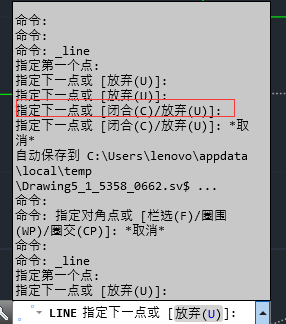 命令:
命令:
命令: _line
指定第一个点:
指定下一点或 [放弃(U)]:
指定下一点或 [放弃(U)]:
指定下一点或 [闭合(C)/放弃(U)]:
指定下一点或 [闭合(C)/放弃(U)]: *取
消*
自动保存到 C:\Users\lenovo\appdata
\local\temp
\Drawing5_1_5358_0662.sv$ ...
命令:
命令: 指定对角点或 [栏选(F)/圈围
(WP)/圈交(CP)]: *取消*
命令:
命令: _line
指定第一个点:
指定下一点或 [放弃(U)]:
LINE 指定下一点或 [放弃(U)]: